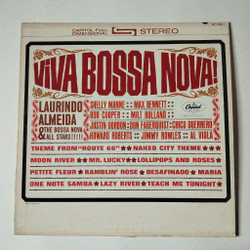 CAPITOL FULL DIMENSIONAL STEREO
VIVA BOSSA NOVA!
LAURINDO
ALMEIDA
& THE BOSSA NOVA
ALL STARS!!!!!
SHELLY MANNE :: MAX BENNETT
BOB COOPER :: MILT HOLLAND
JUSTIN GORDON :: DON FAGERQUIST :: CHICO GUERRERO
HOWARD ROBERTS :: JIMMY ROWLES :: AL VIOLA
Capitol
THEME FROM "ROUTE 66" ★ NAKED CITY THEME
MOON RIVER ★ MR. LUCKY ★ LOLLIPOPS AND ROSES
PETITE FLEUR ★ RAMBLIN' ROSE ★ DESAFINADO ★ MARIA
ONE NOTE SAMBA ★ LAZY RIVER ★ TEACH ME TONIGHT